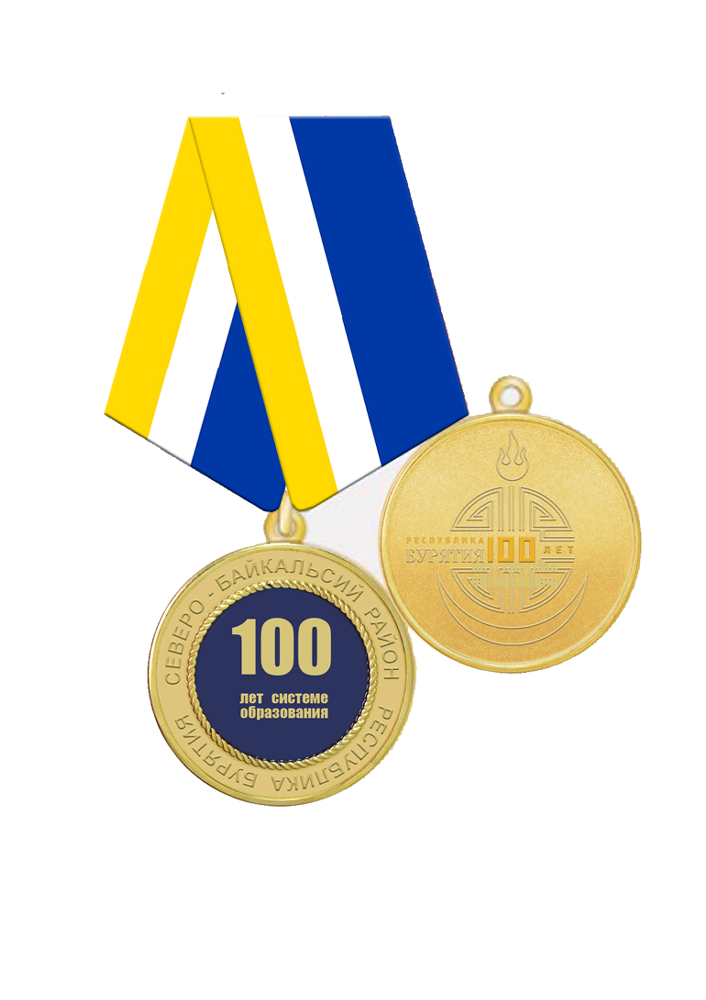 СЕВЕРО - БАЙКАЛЬСИЙ РАЙОН
РЕСПУБЛИКА БУРЯТИЯ
100
лет системе
образования
РЕСПУБЛИКА
БУРЯТИЯ 100 ЛЕТ